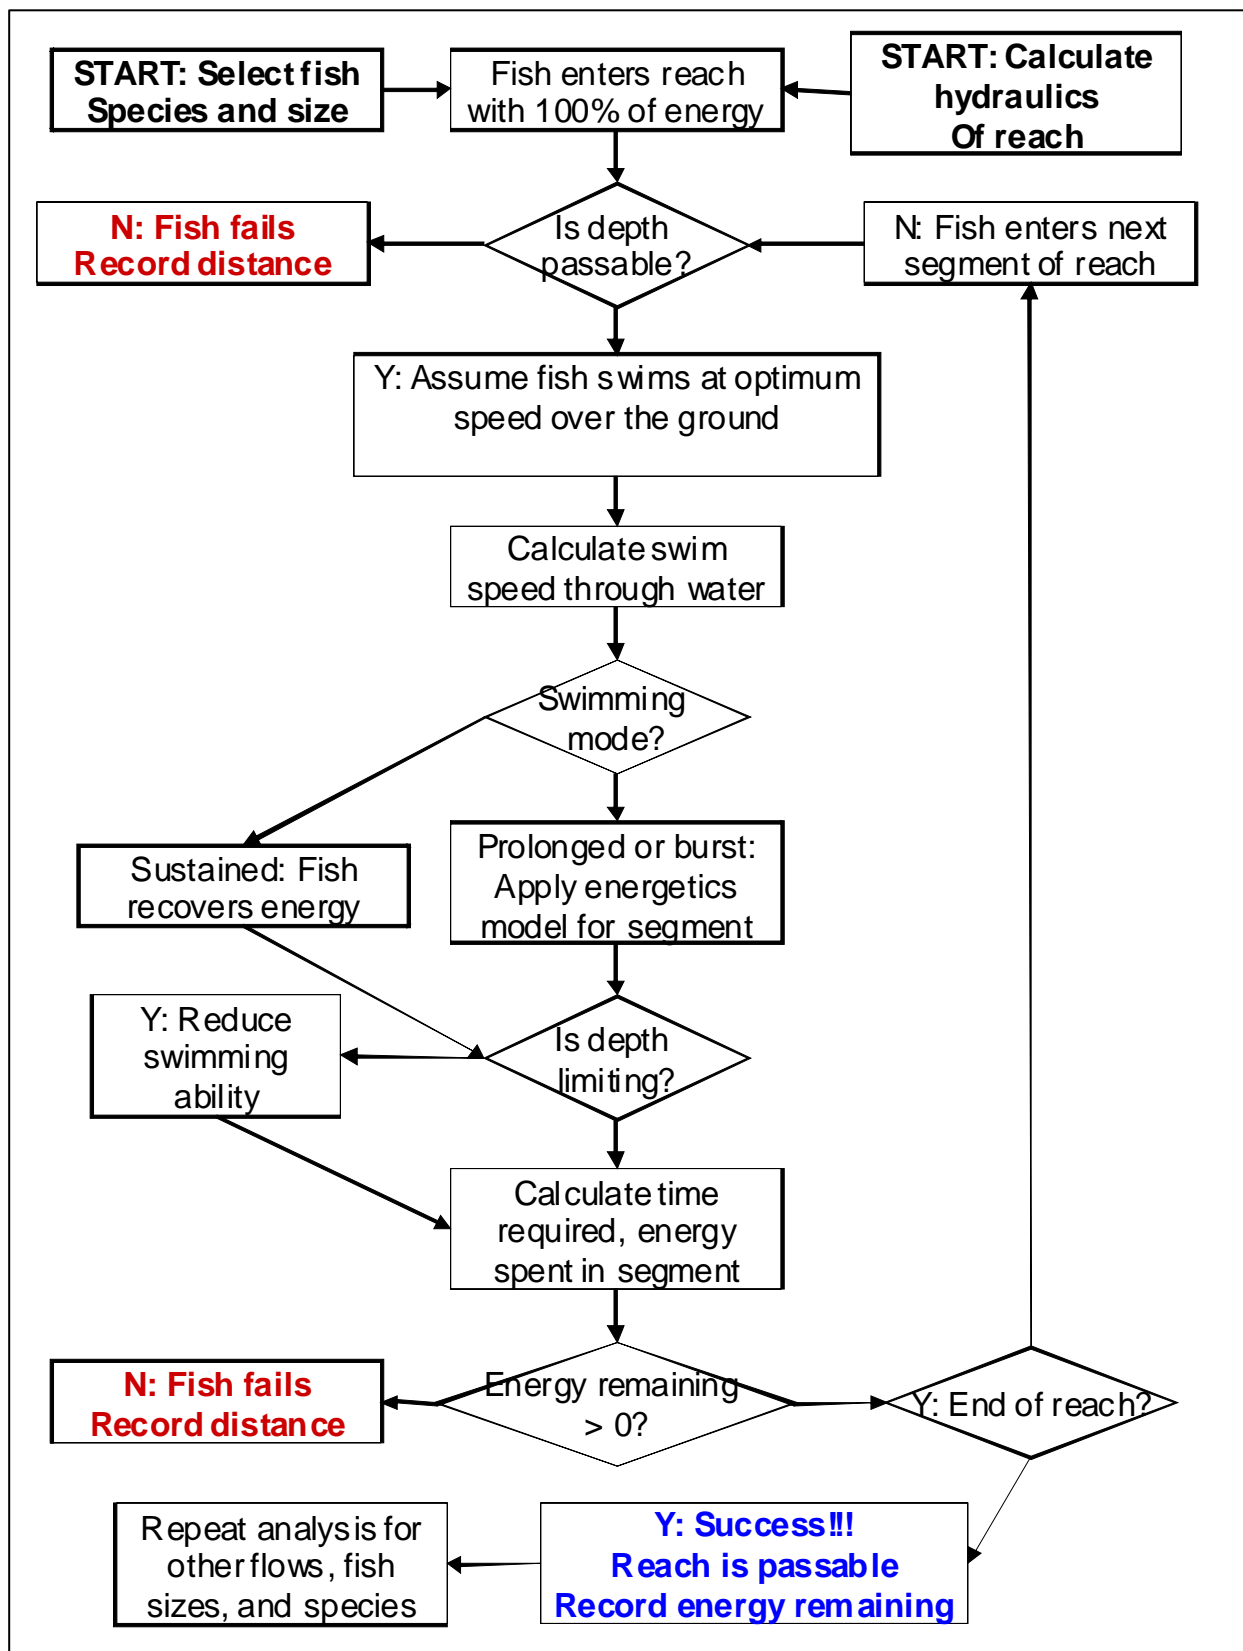 START: Select fish
Species and size
Fish enters reach
with 100% of energy
START: Calculate
hydraulics
Of reach
N: Fish fails
Record distance
Is depth
passable?
N: Fish enters next
segment of reach
Y: Assume fish swims at optimum
speed over the ground
Calculate swim
speed through water
Swimming
mode?
Sustained: Fish
recovers energy
Prolonged or burst:
Apply energetics
model for segment
Y: Reduce
swimming
ability
Is depth
limiting?
Calculate time
required, energy
spent in segment
N: Fish fails
Record distance
Energy remaining
> 0?
Y: End of reach?
Repeat analysis for
other flows, fish
sizes, and species
Y: Success!!!
Reach is passable
Record energy remaining